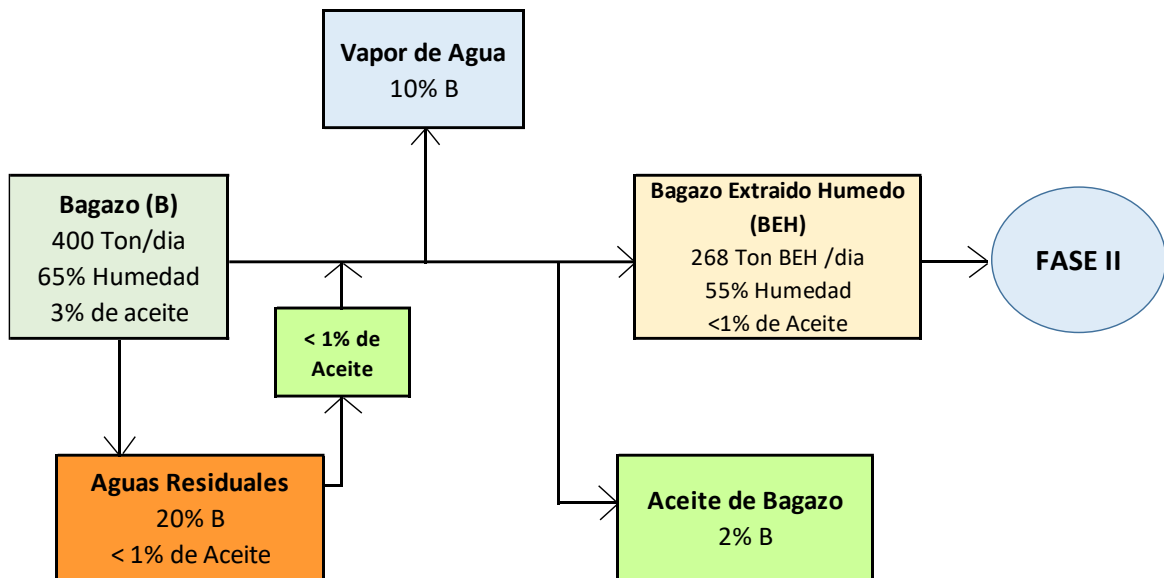 Vapor de Agua
10% B
Bagazo (B)
400 Ton/dia
65% Humedad
3% de aceite
Bagazo Extraido Humedo
(BEH)
268 Ton BEH /dia
55% Humedad
<1% de Aceite
FASE II
< 1% de
Aceite
Aguas Residuales
20% B
< 1% de Aceite
Aceite de Bagazo
2% B